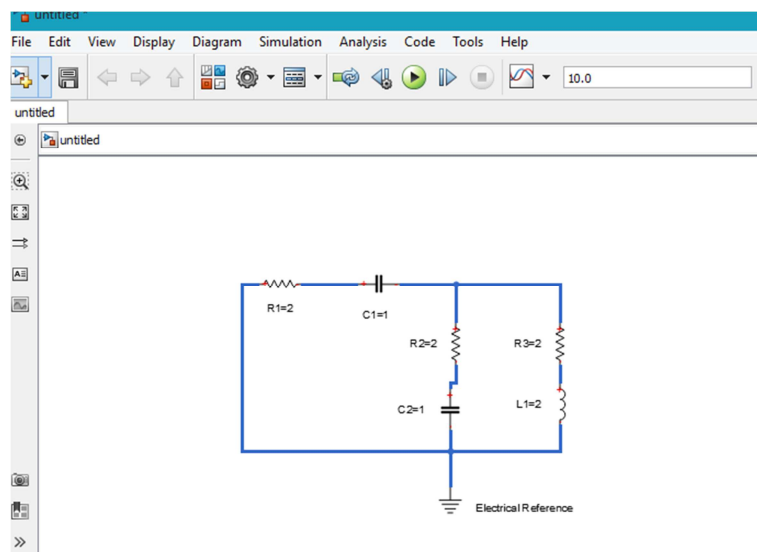 untitled *
File Edit View Display Diagram Simulation Analysis Code Tools Help
10.0
untitled
untitled
R1=2
C1=1
R2=2
R3=2
C2=1
L1=2
Electrical Reference